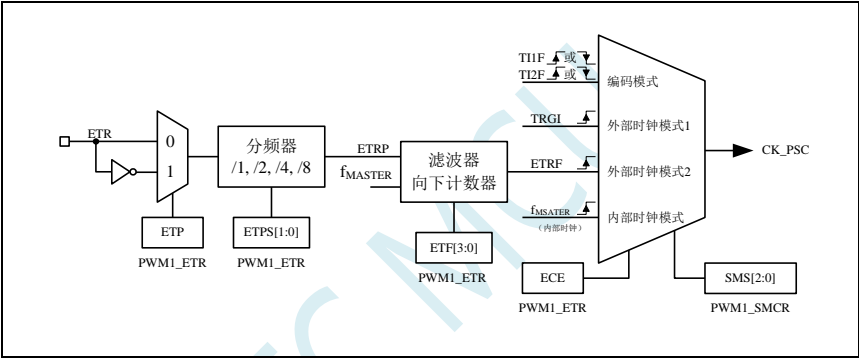 TI1F 或
TI2F 或
编码模式
TRGI
外部时钟模式1
ETR
0
1
分频器
/1, /2, /4, /8
ETRP
fMASTER
滤波器
向下计数器
ETRF
外部时钟模式2
CK_PSC
fMSATER
(内部时钟)
内部时钟模式
ETP
PWM1_ETR
ETPS[1:0]
PWM1_ETR
ETF[3:0]
PWM1_ETR
ECE
PWM1_ETR
SMS[2:0]
PWM1_SMCR